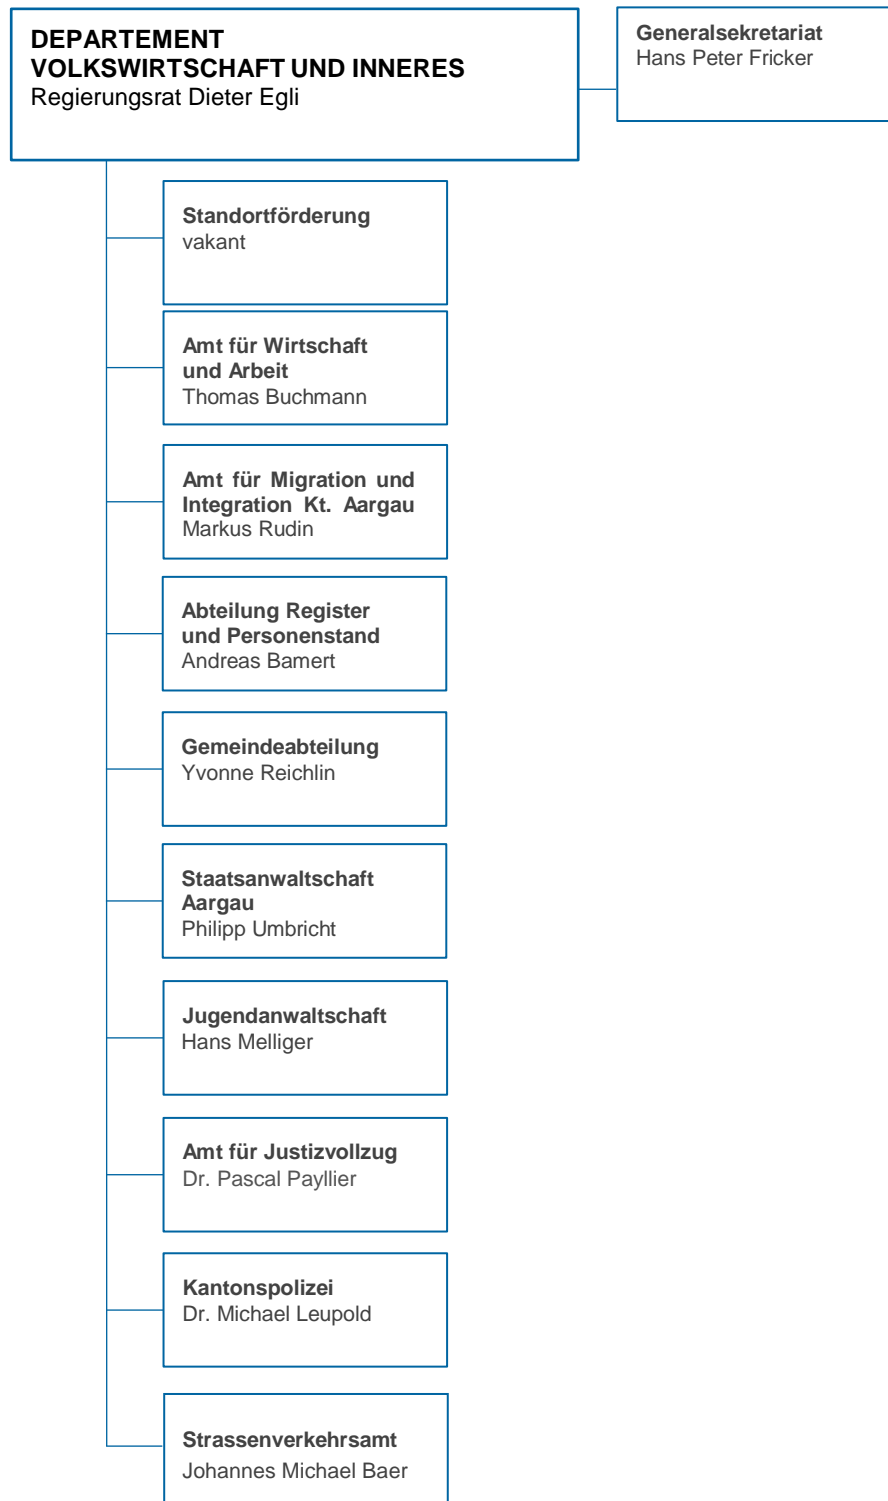 DEPARTEMENT
VOLKSWIRTSCHAFT UND INNERES
Regierungsrat Dieter Egli
Generalsekretariat
Hans Peter Fricker
Standortförderung
vakant
Amt für Wirtschaft
und Arbeit
Thomas Buchmann
Amt für Migration und
Integration Kt. Aargau
Markus Rudin
Abteilung Register
und Personenstand
Andreas Bamert
Gemeindeabteilung
Yvonne Reichlin
Staatsanwaltschaft
Aargau
Philipp Umbricht
Jugendanwaltschaft
Hans Melliger
Amt für Justizvollzug
Dr. Pascal Payllier
Kantonspolizei
Dr. Michael Leupold
Strassenverkehrsamt
Johannes Michael Baer